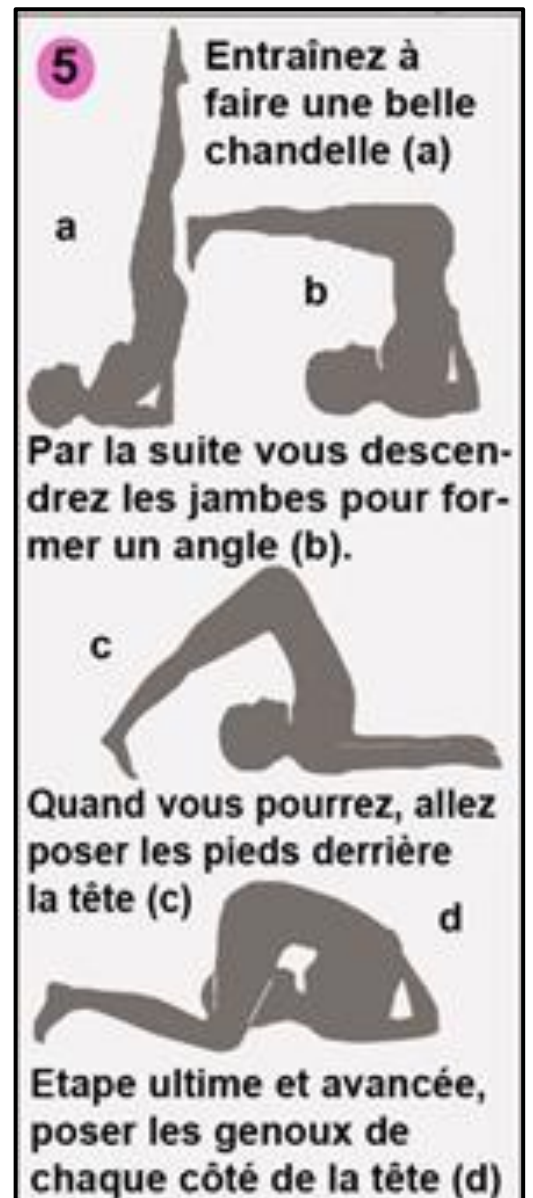 5
Entraînez à
faire une belle
chandelle (a)
a
b
Par la suite vous descen-
drez les jambes pour for-
mer un angle (b).
c
Quand vous pourrez, allez
poser les pieds derrière
la tête (c)
d
Etape ultime et avancée,
poser les genoux de
chaque côté de la tête (d)